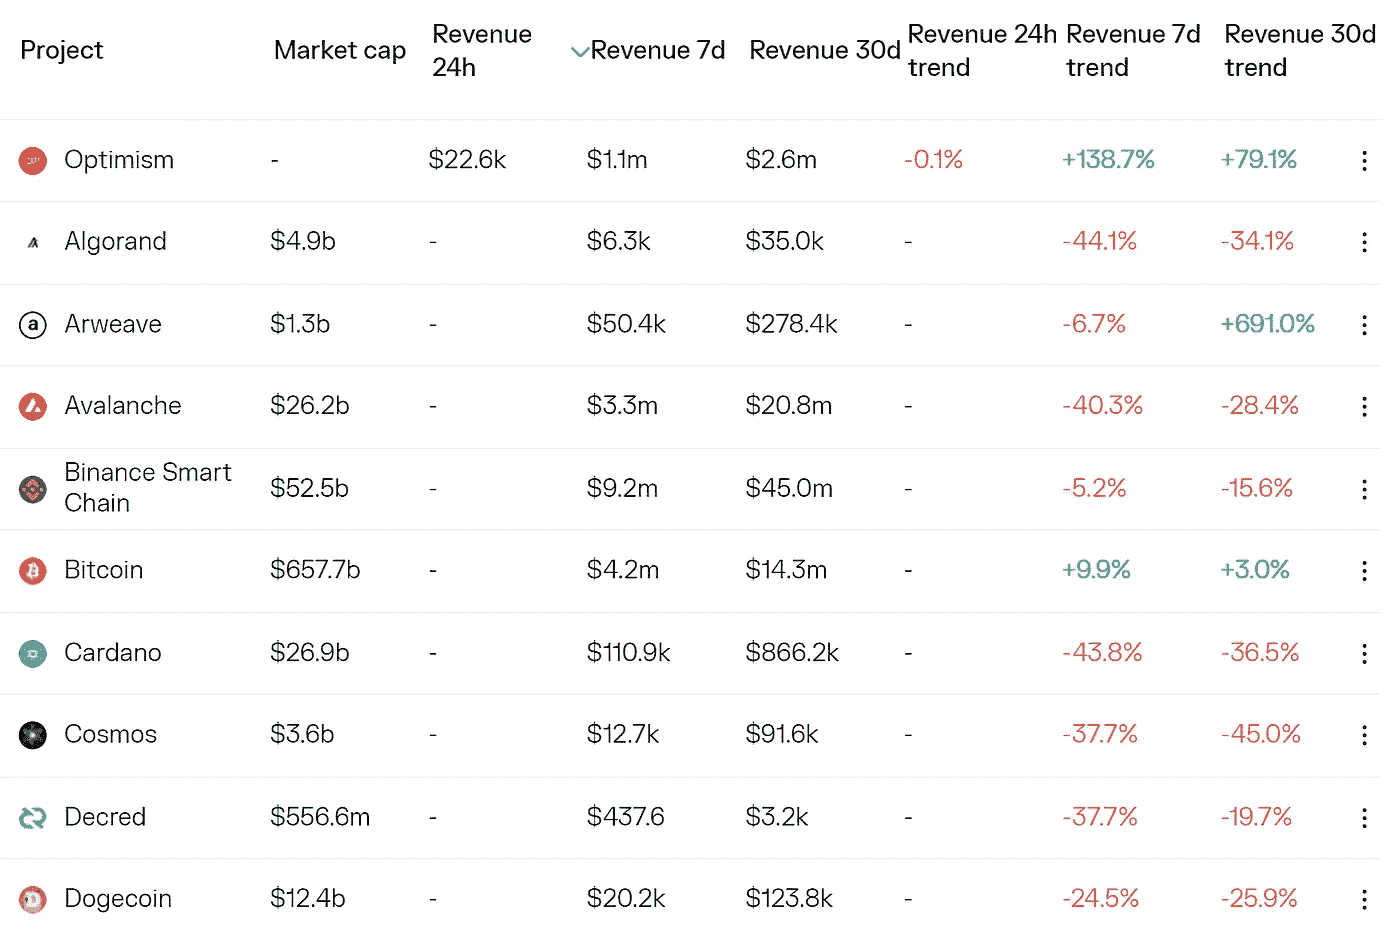 Project Market cap Revenue 24h Revenue 7d Revenue 30d Revenue 24h trend Revenue 7d trend Revenue 30d trend
Optimism - $22.6k $1.1m $2.6m -0.1% +138.7% +79.1%
Algorand $4.9b - $6.3k $35.0k - -44.1% -34.1%
a Arweave $1.3b - $50.4k $278.4k - -6.7% +691.0%
Avalanche $26.2b - $3.3m $20.8m - -40.3% -28.4%
Binance Smart Chain $52.5b - $9.2m $45.0m - -5.2% -15.6%
Bitcoin $657.7b - $4.2m $14.3m - +9.9% +3.0%
Cardano $26.9b - $110.9k $866.2k - -43.8% -36.5%
Cosmos $3.6b - $12.7k $91.6k - -37.7% -45.0%
Decred $556.6m - $437.6 $3.2k - -37.7% -19.7%
Dogecoin $12.4b - $20.2k $123.8k - -24.5% -25.9%